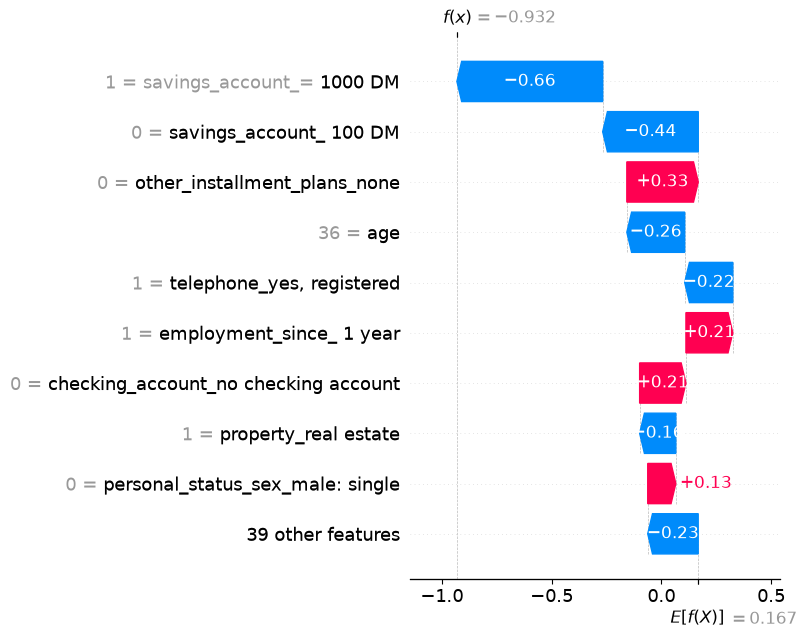 f(x) = −0.932
1 = savings_account_= 1000 DM
−0.66
0 = savings_account_ 100 DM
−0.44
0 = other_installment_plans_none
+0.33
36 = age
−0.26
1 = telephone_yes, registered
−0.22
1 = employment_since_ 1 year
+0.21
0 = checking_account_no checking account
+0.21
1 = property_real estate
−0.16
0 = personal_status_sex_male: single
+0.13
39 other features
−0.23
−1.0 −0.5 0.0 0.5
E[f(X)] = 0.167